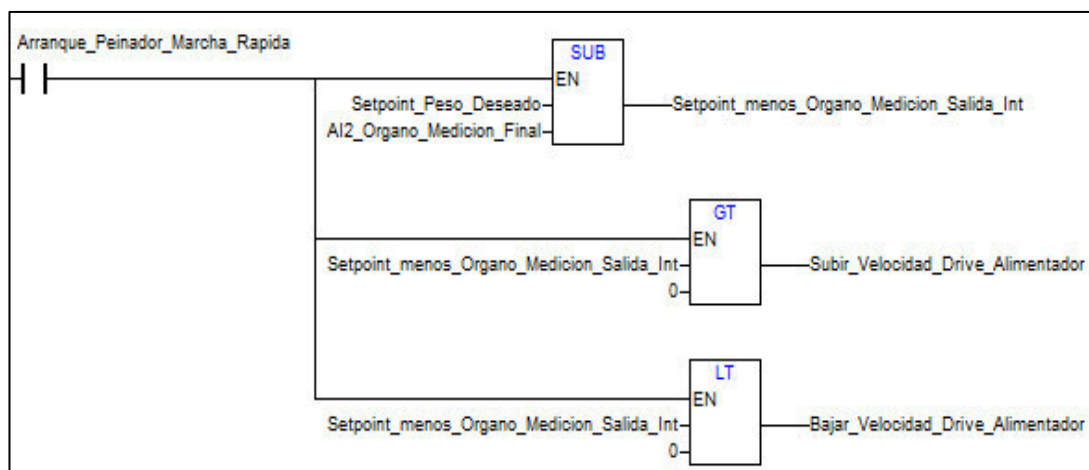 Arranque_Peinador_Marcha_Rapida
SUB
EN
Setpoint_Peso_Deseado
Setpoint_menos_Organo_Medicion_Salida_Int
AI2_Organo_Medicion_Final
GT
EN
Setpoint_menos_Organo_Medicion_Salida_Int
Subir_Velocidad_Drive_Alimentador
0
LT
EN
Setpoint_menos_Organo_Medicion_Salida_Int
Bajar_Velocidad_Drive_Alimentador
0